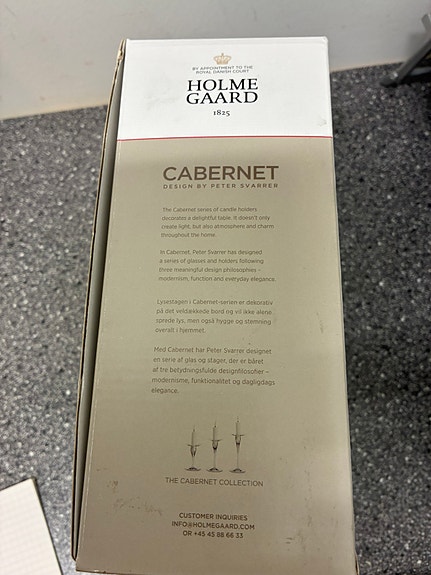 BY APPOINTMENT TO THE
ROYAL DANISH COURT
HOLME
GAARD
1825
CABERNET
DESIGN BY PETER SVARRER
The Cabernet series of candle holders
decorates a delightful table. It doesn't only
create light, but also atmosphere and charm
throughout the home.
In Cabernet, Peter Svarrer has designed
a series of glasses and holders following
three meaningful design philosophies –
modernism, function and everyday elegance.
Lysestagen i Cabernet-serien er dekorativ
på det veldækkede bord og vil ikke alene
sprede lys, men også hygge og stemning
overalt i hjemmet.
Med Cabernet har Peter Svarrer designet
en serie af glas og stager, der er båret
af tre betydningsfulde designfilosofier –
modernisme, funktionalitet og dagligdags
elegance.
THE CABERNET COLLECTION
CUSTOMER INQUIRIES
INFO@HOLMEGAARD.COM
OR +45 45 88 66 33